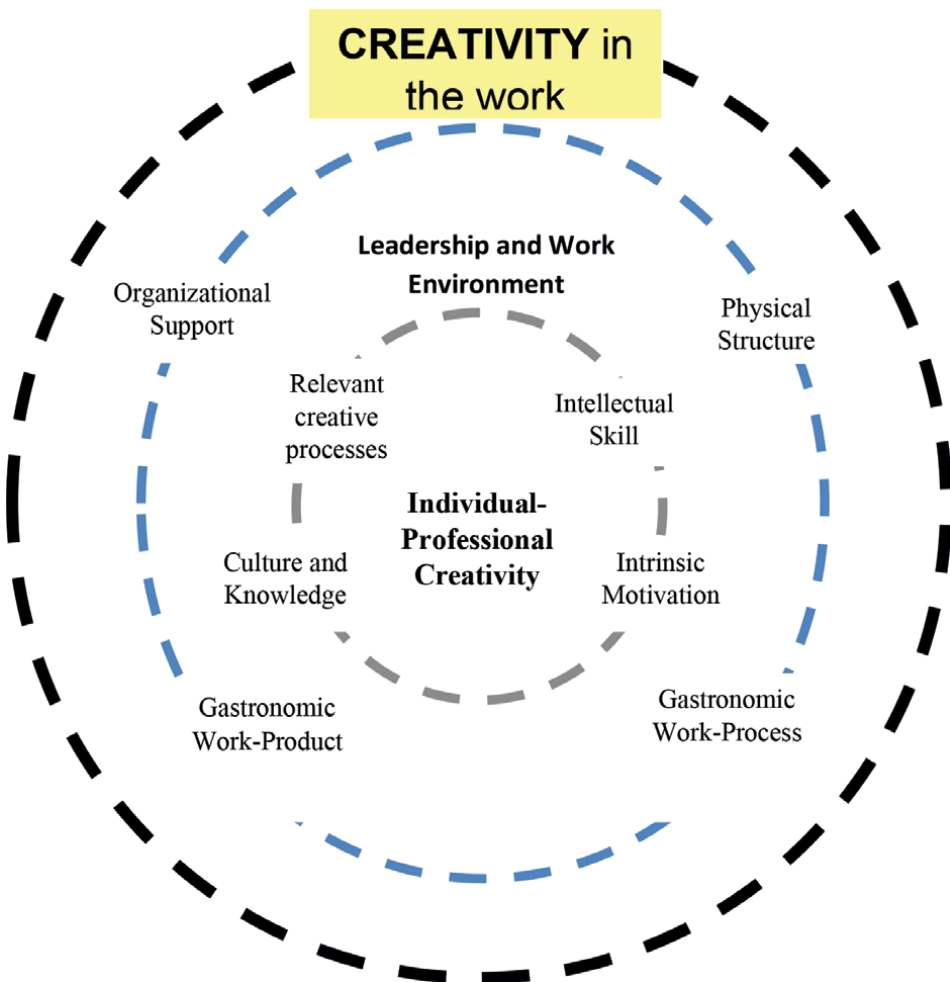 CREATIVITY in
the work
Leadership and Work
Environment
Organizational
Support
Physical
Structure
Relevant
creative
processes
Intellectual
Skill
Individual-
Professional
Creativity
Culture and
Knowledge
Intrinsic
Motivation
Gastronomic
Work-Product
Gastronomic
Work-Process